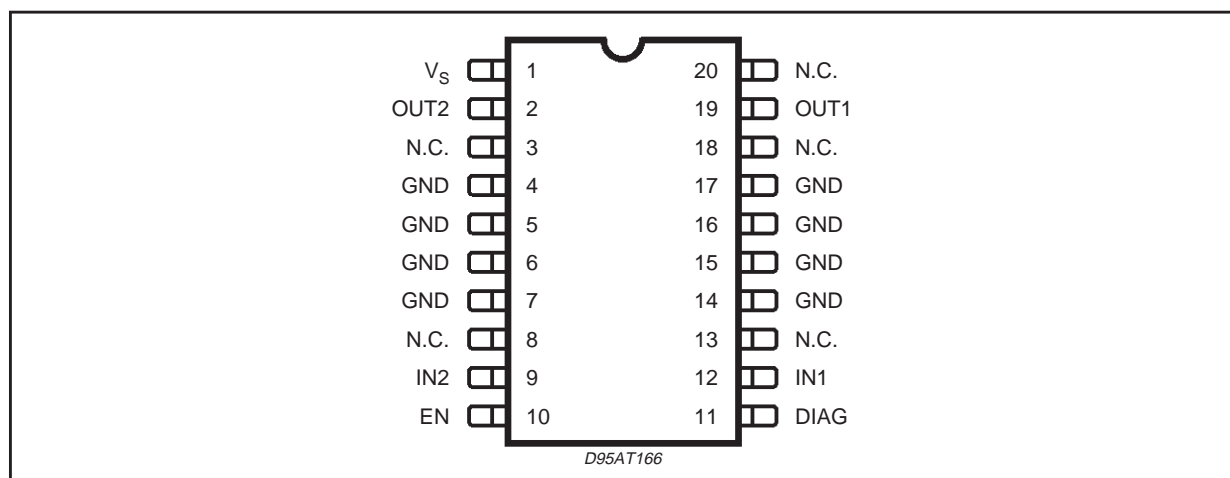 V_S 1 20 N.C.
OUT2 2 19 OUT1
N.C. 3 18 N.C.
GND 4 17 GND
GND 5 16 GND
GND 6 15 GND
GND 7 14 GND
N.C. 8 13 N.C.
IN2 9 12 IN1
EN 10 11 DIAG
D95AT166